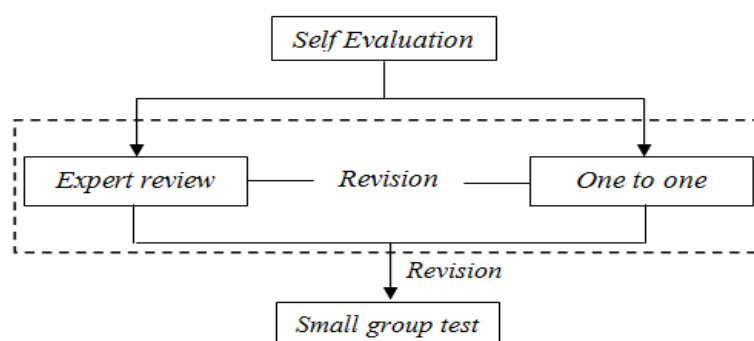 Self Evaluation
Expert review
Revision
One to one
Revision
Small group test